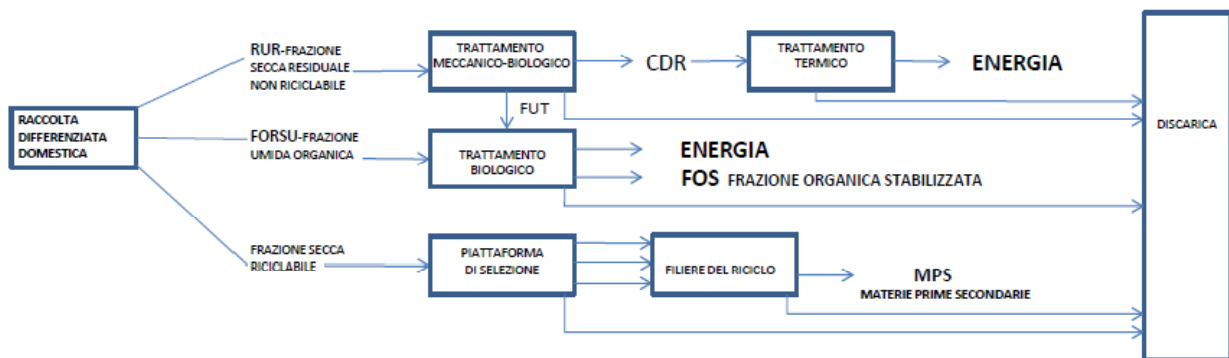 RACCOLTA
DIFFERENZIATA
DOMESTICA
RUR-FRAZIONE
SECCA RESIDUALE
NON RICICLABILE
TRATTAMENTO
MECCANICO-BIOLOGICO
CDR
TRATTAMENTO
TERMICO
ENERGIA
FUT
FORSU-FRAZIONE
UMIDA ORGANICA
TRATTAMENTO
BIOLOGICO
ENERGIA
FOS FRAZIONE ORGANICA STABILIZZATA
FRAZIONE SECCA
RICICLABILE
PIATTAFORMA
DI SELEZIONE
FILIERE DEL RICICLO
MPS
MATERIE PRIME SECONDARIE
DISCARICA